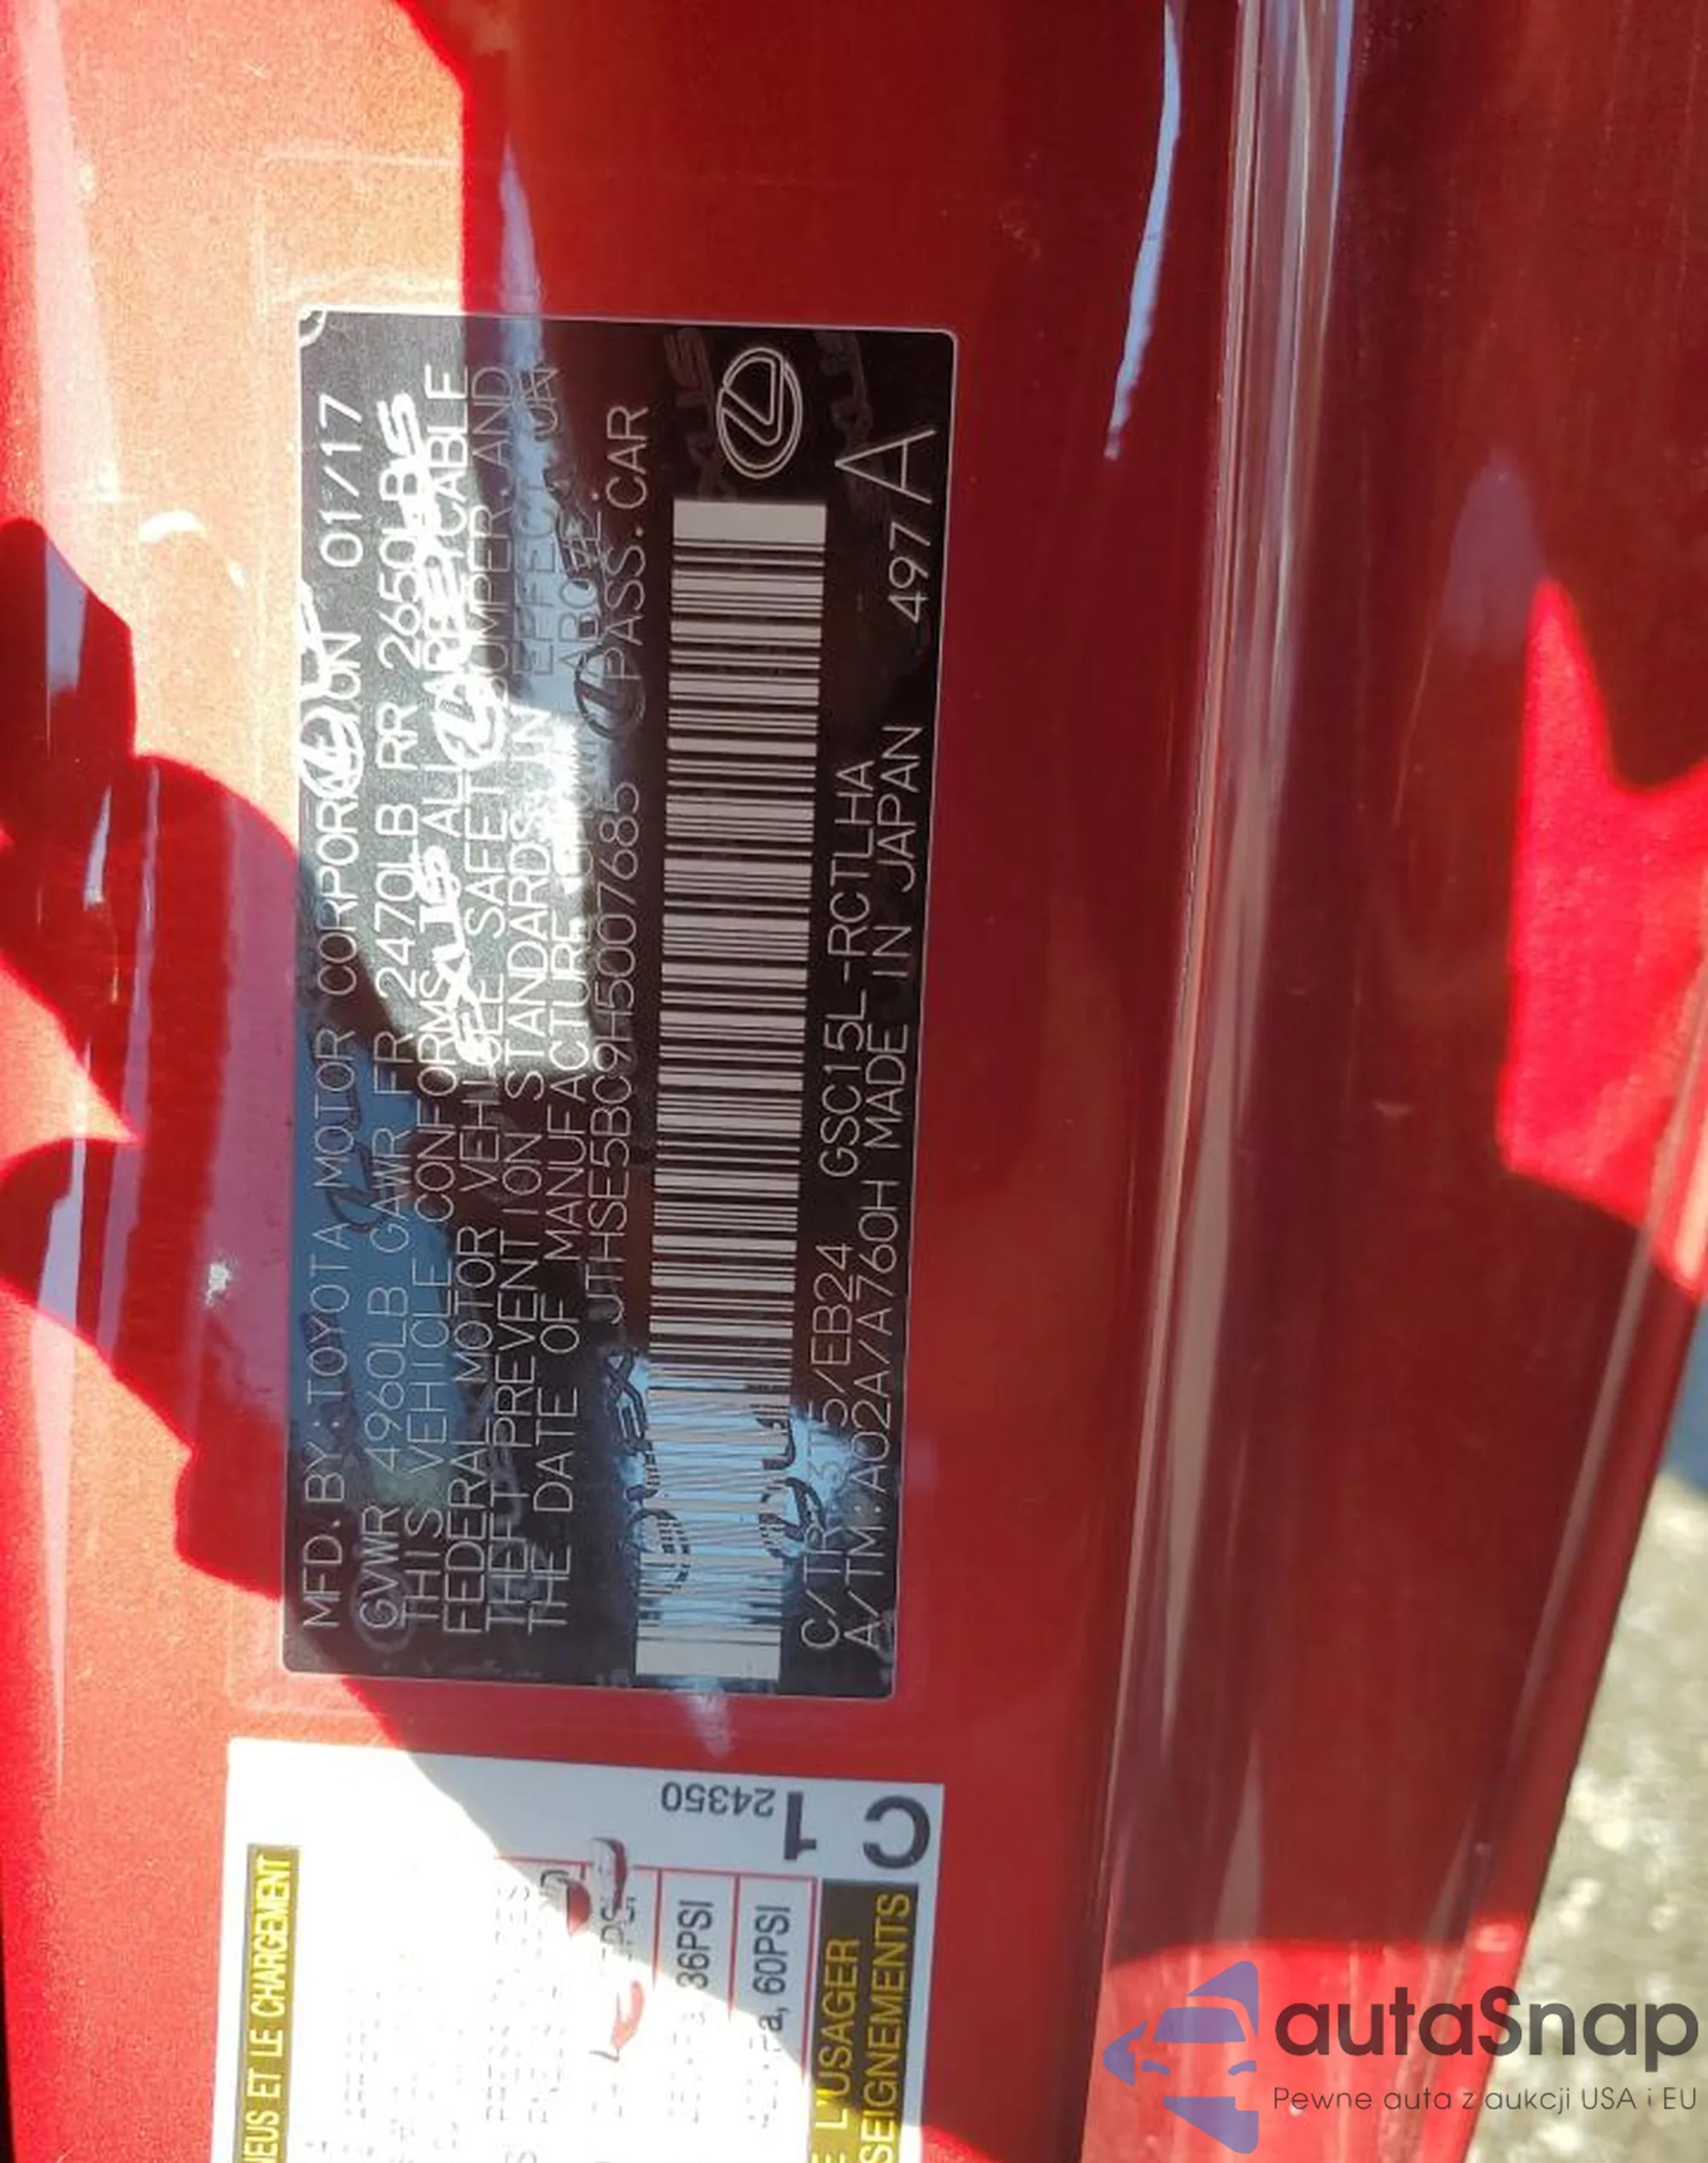 MFD. BY: TOYOTA MOTOR CORPORATION 01/17
GVWR 4960LB GAWR FR 2470LB RR 2650LB
THIS VEHICLE CONFORMS ALL APPLICABLE
FEDERAL MOTOR VEHICLE SAFETY BUMPER, AND
THEFT PREVENTION STANDARDS IN EFFECT ON
THE DATE OF MANUFACTURE ABOVE.
JTHSE5BC9H5007685 PASS. CAR
C/TR: 3T5/EB24 GSC15L-RCTLHA
A/TM: A02A/A760H MADE IN JAPAN 497 A
24350
1
C
NEUS ET LE CHARGEMENT
36PSI
60PSI
L'USAGER
SEIGNEMENTS
autaSnap
Pewne auta z aukcji USA i EU